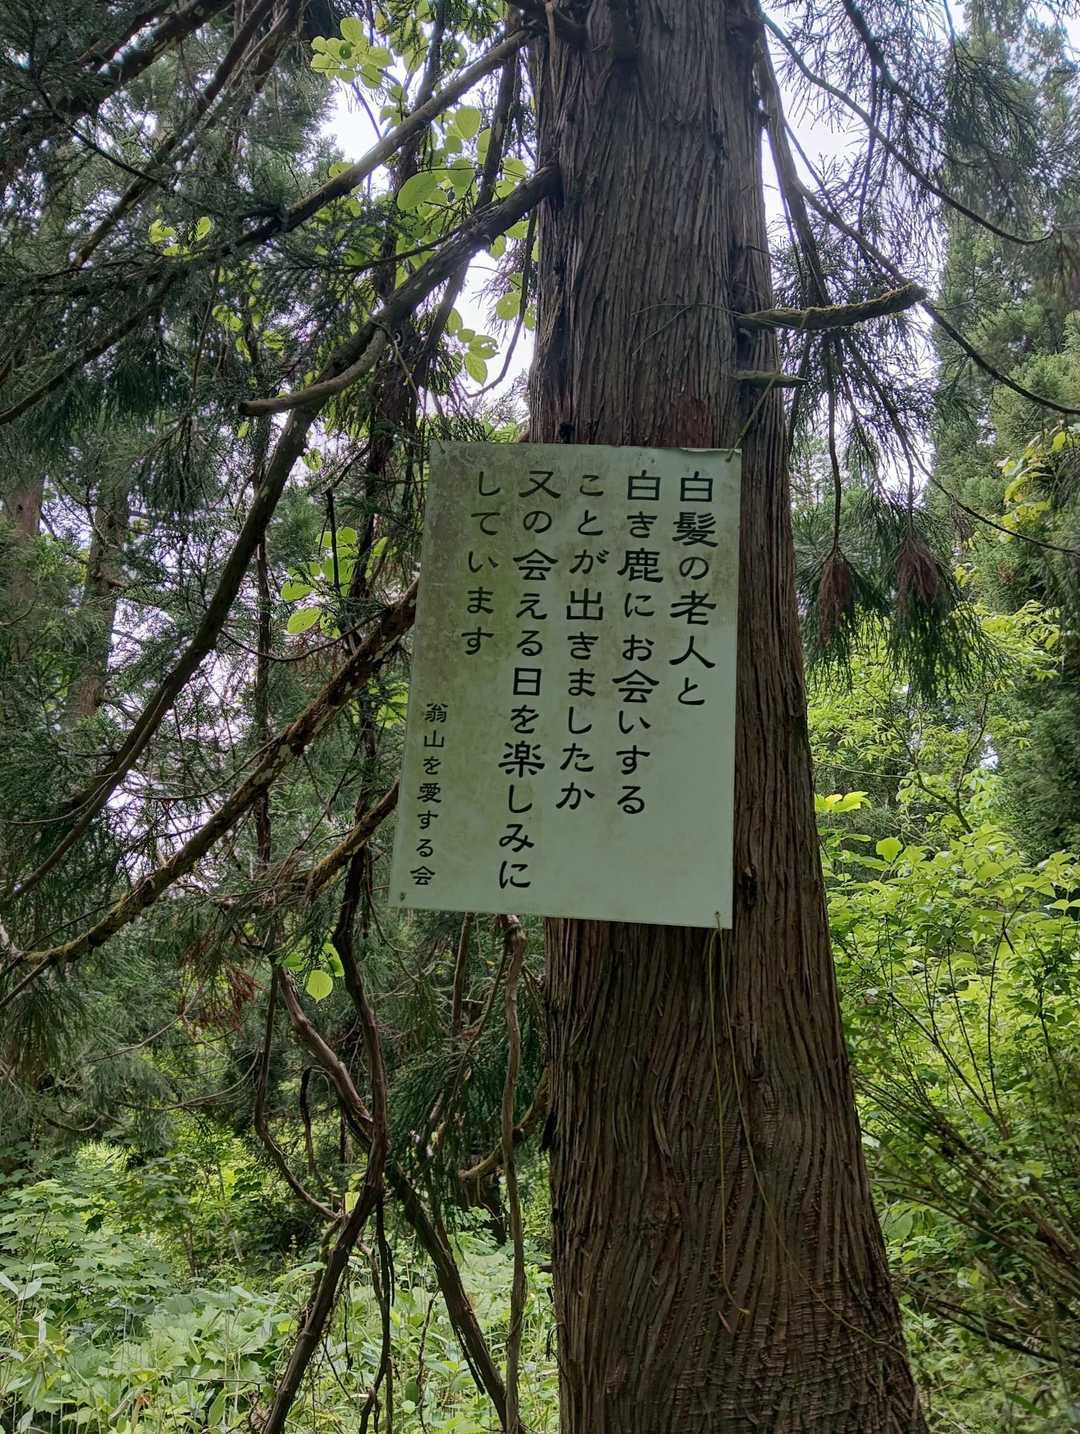 白髪の老人と
白き鹿にお会いする
ことが出きましたか
又の会える日を楽しみに
しています
翁山を愛する会